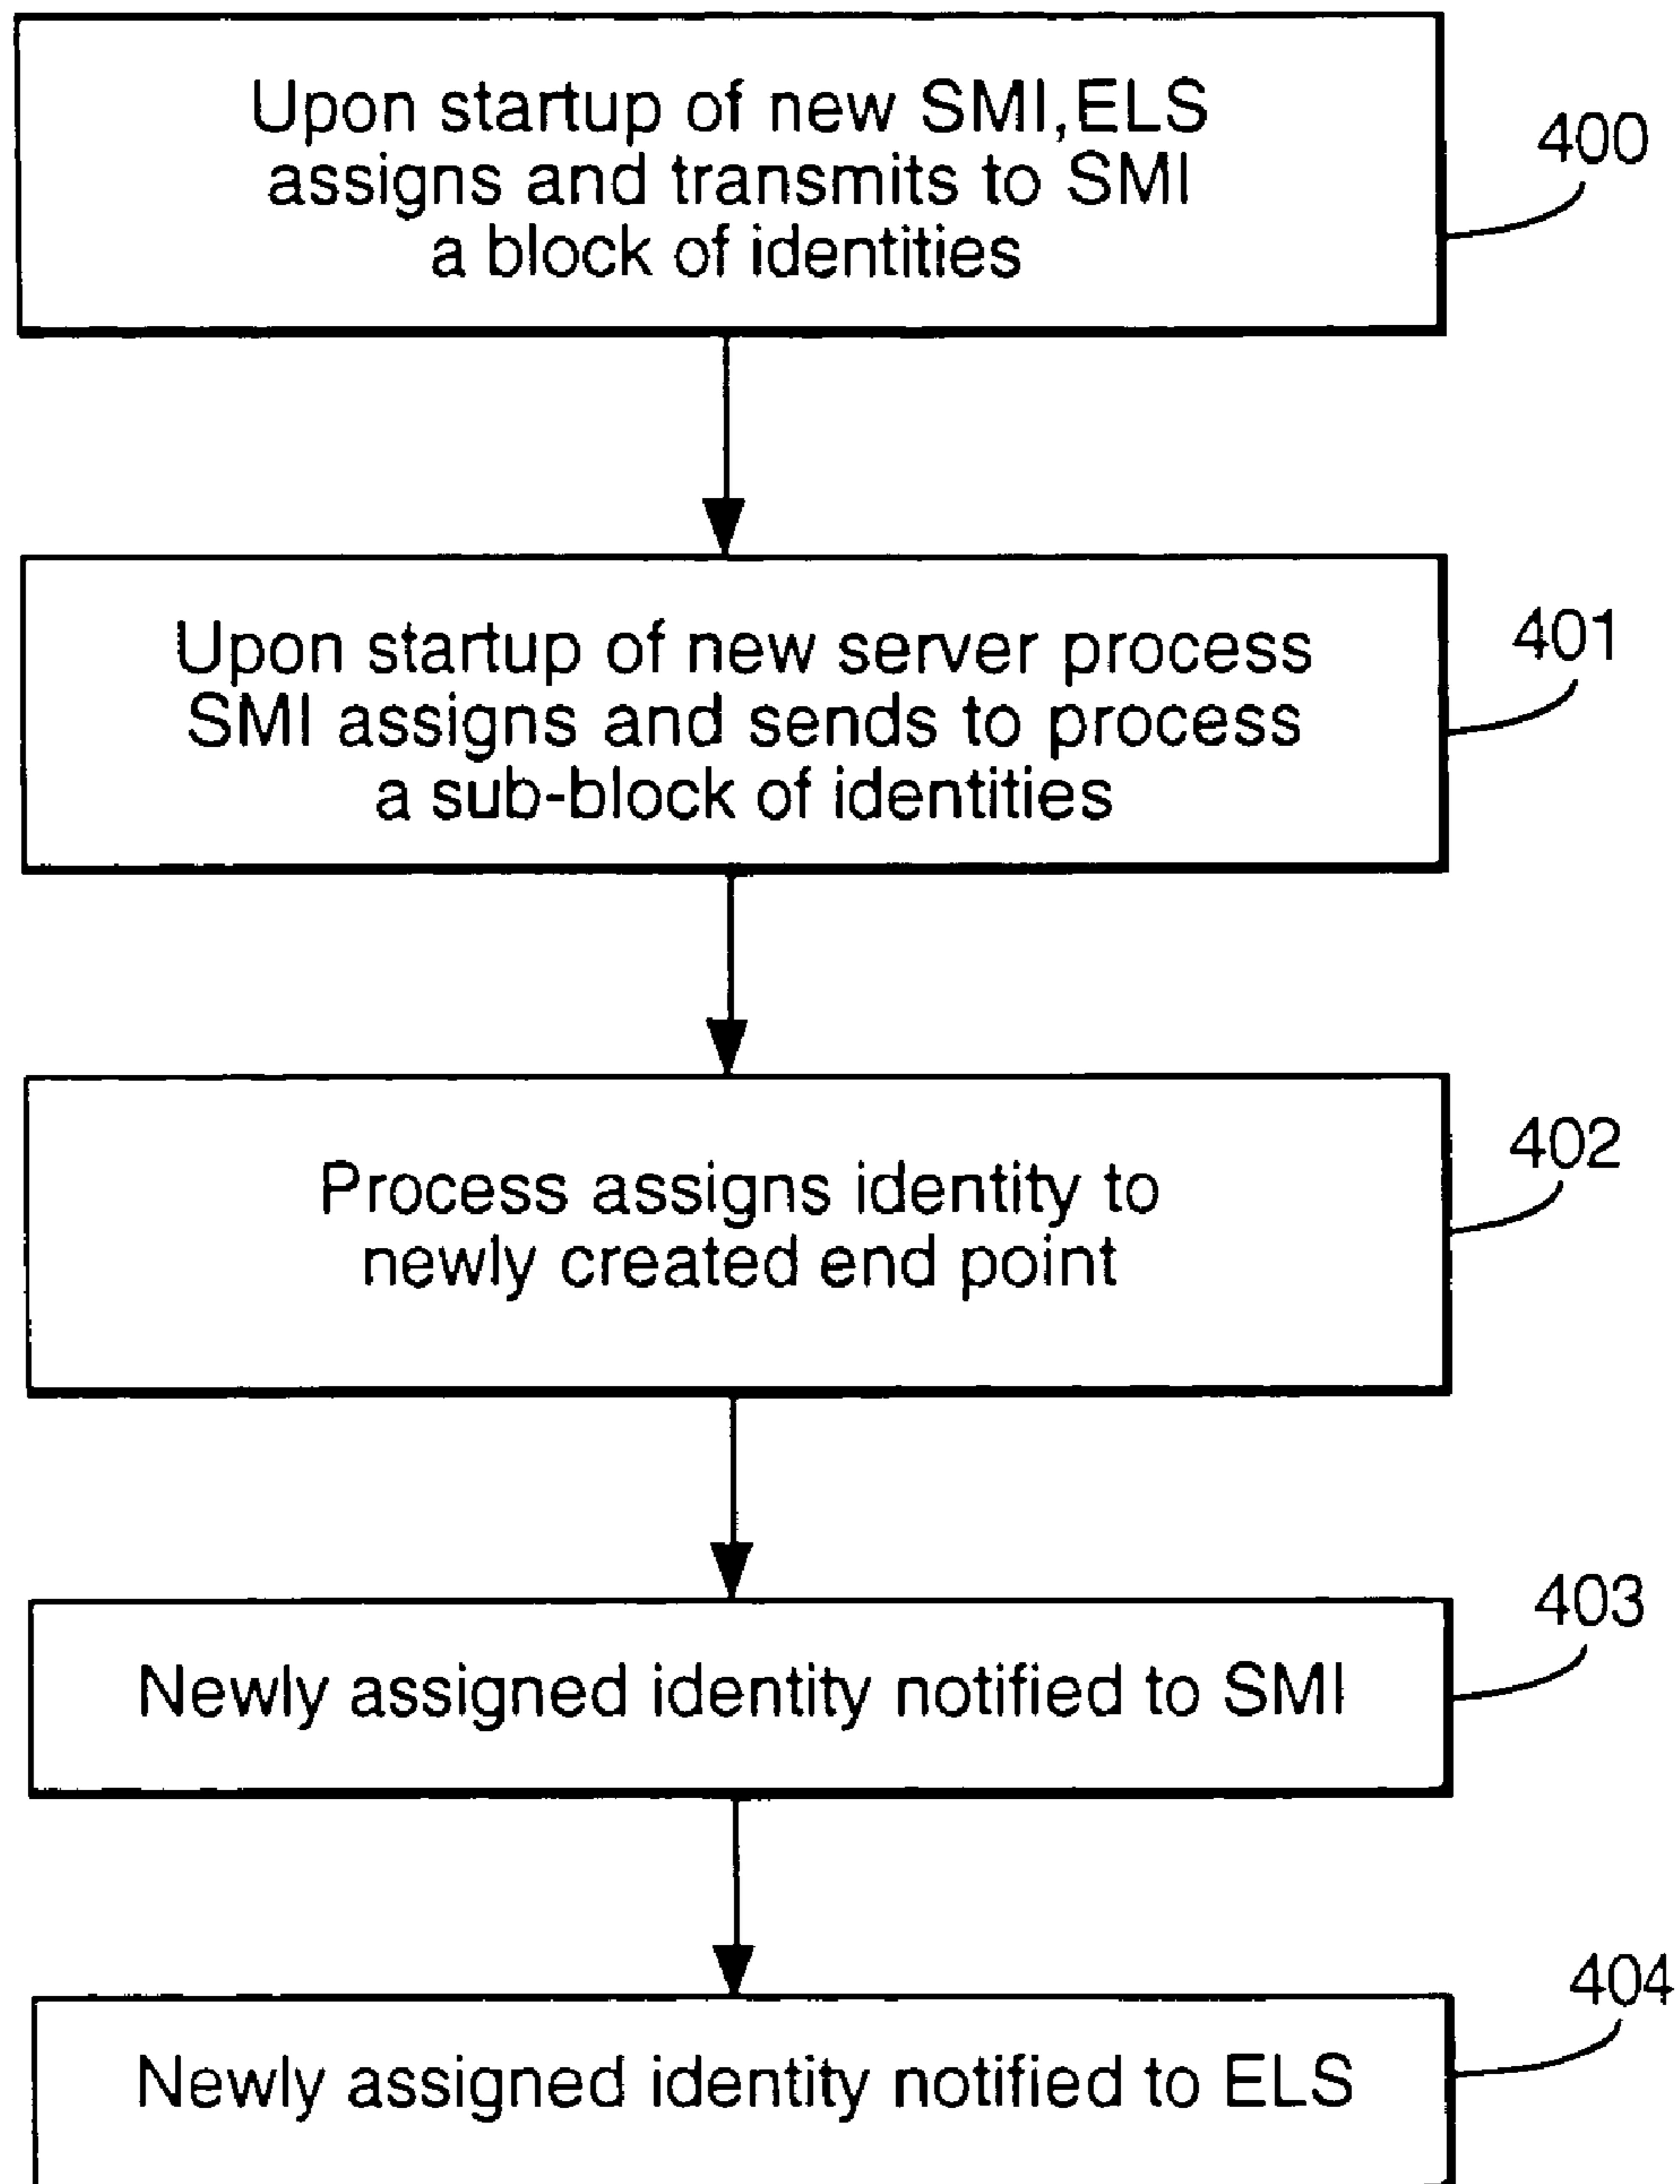 Upon startup of new SMI,ELS
assigns and transmits to SMI
a block of identities
400
Upon startup of new server process
SMI assigns and sends to process
a sub-block of identities
401
Process assigns identity to
newly created end point
402
Newly assigned identity notified to SMI
403
Newly assigned identity notified to ELS
404